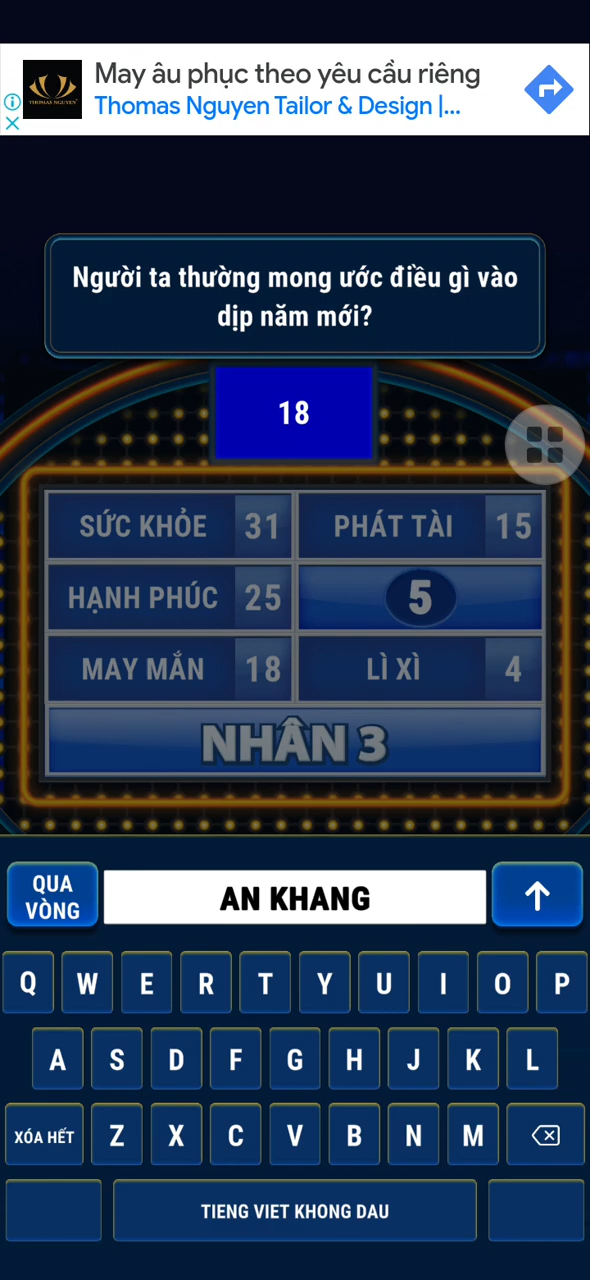 May âu phục theo yêu cầu riêng
Thomas Nguyen Tailor & Design |...
THOMAS NGUYEN
Người ta thường mong ước điều gì vào
dịp năm mới?
18
SỨC KHỎE 31 PHÁT TÀI 15
HẠNH PHÚC 25 5
MAY MẮN 18 LÌ XÌ 4
NHÂN 3
QUA
VÒNG
AN KHANG
Q W E R T Y U I O P
A S D F G H J K L
XÓA HẾT Z X C V B N M
TIENG VIET KHONG DAU